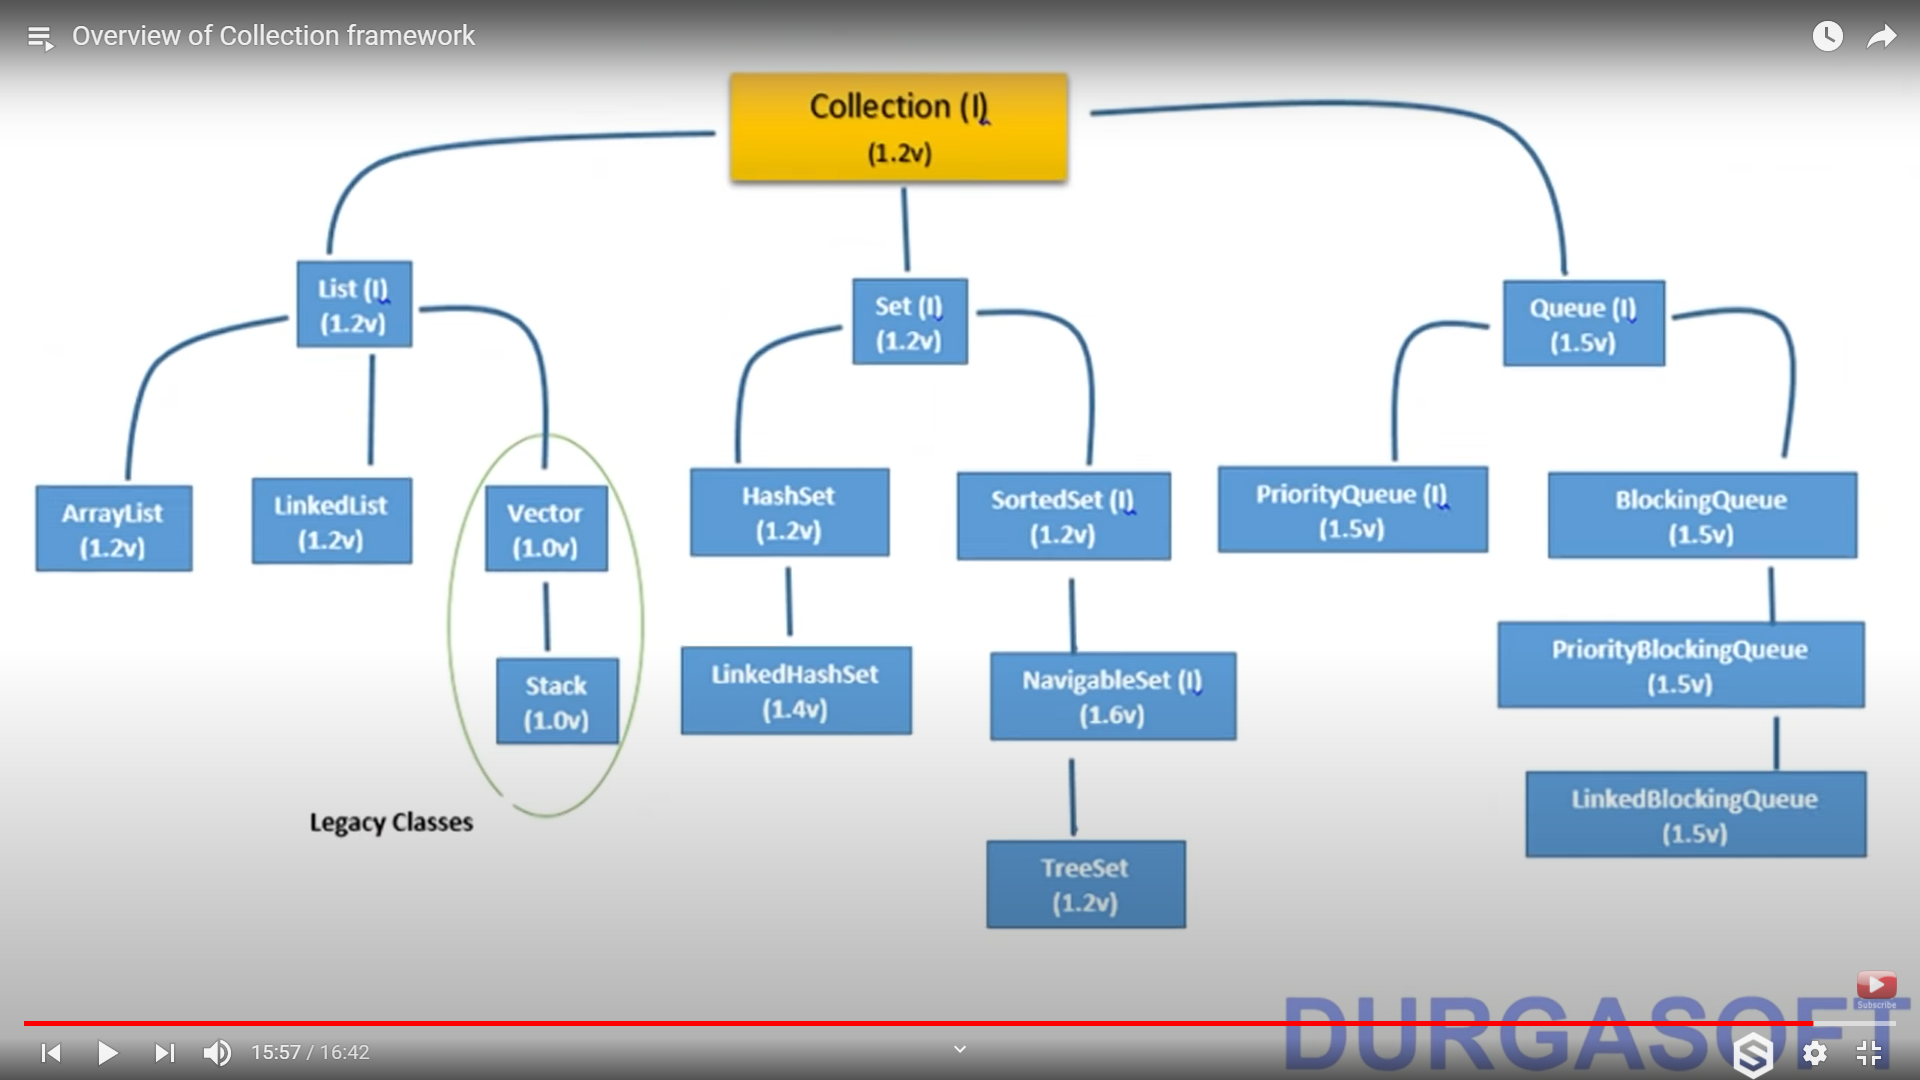 Overview of Collection framework
Collection (I)
(1.2v)
List (I)
(1.2v)
Set (I)
(1.2v)
Queue (I)
(1.5v)
ArrayList
(1.2v)
LinkedList
(1.2v)
Vector
(1.0v)
HashSet
(1.2v)
SortedSet (I)
(1.2v)
PriorityQueue (I)
(1.5v)
BlockingQueue
(1.5v)
Stack
(1.0v)
LinkedHashSet
(1.4v)
NavigableSet (I)
(1.6v)
PriorityBlockingQueue
(1.5v)
Legacy Classes
LinkedBlockingQueue
(1.5v)
TreeSet
(1.2v)
Subscribe
DURGASOFT
15:57 / 16:42